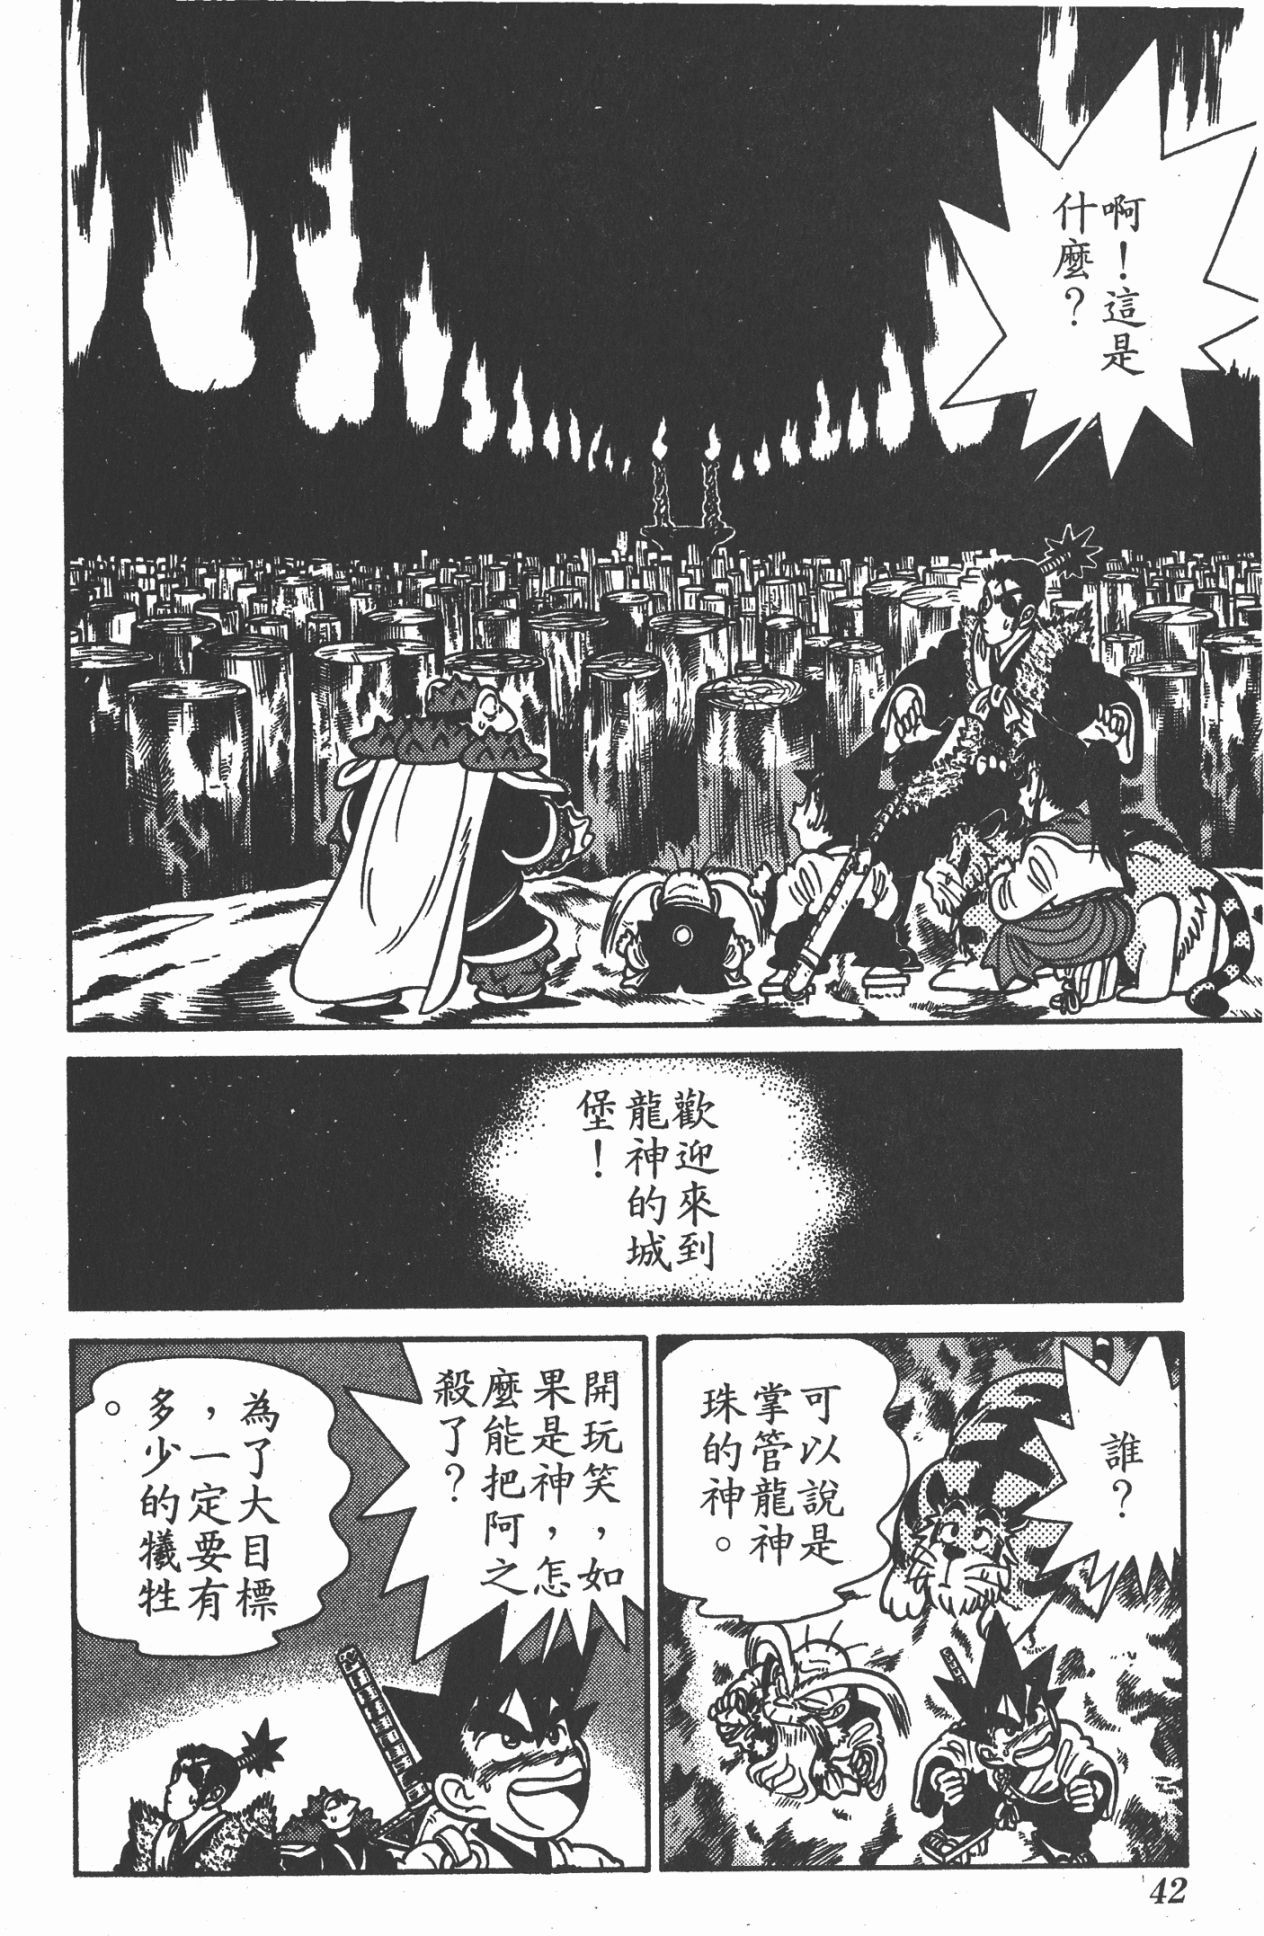 啊！這是
什麼？
歡迎來到
龍神的城
堡！
誰？
可以說是
掌管龍神
珠的神。
開玩笑，如
果是神，怎
麼能把阿之
殺了？
為了大目標
，一定要有
多少的犧牲
。
42